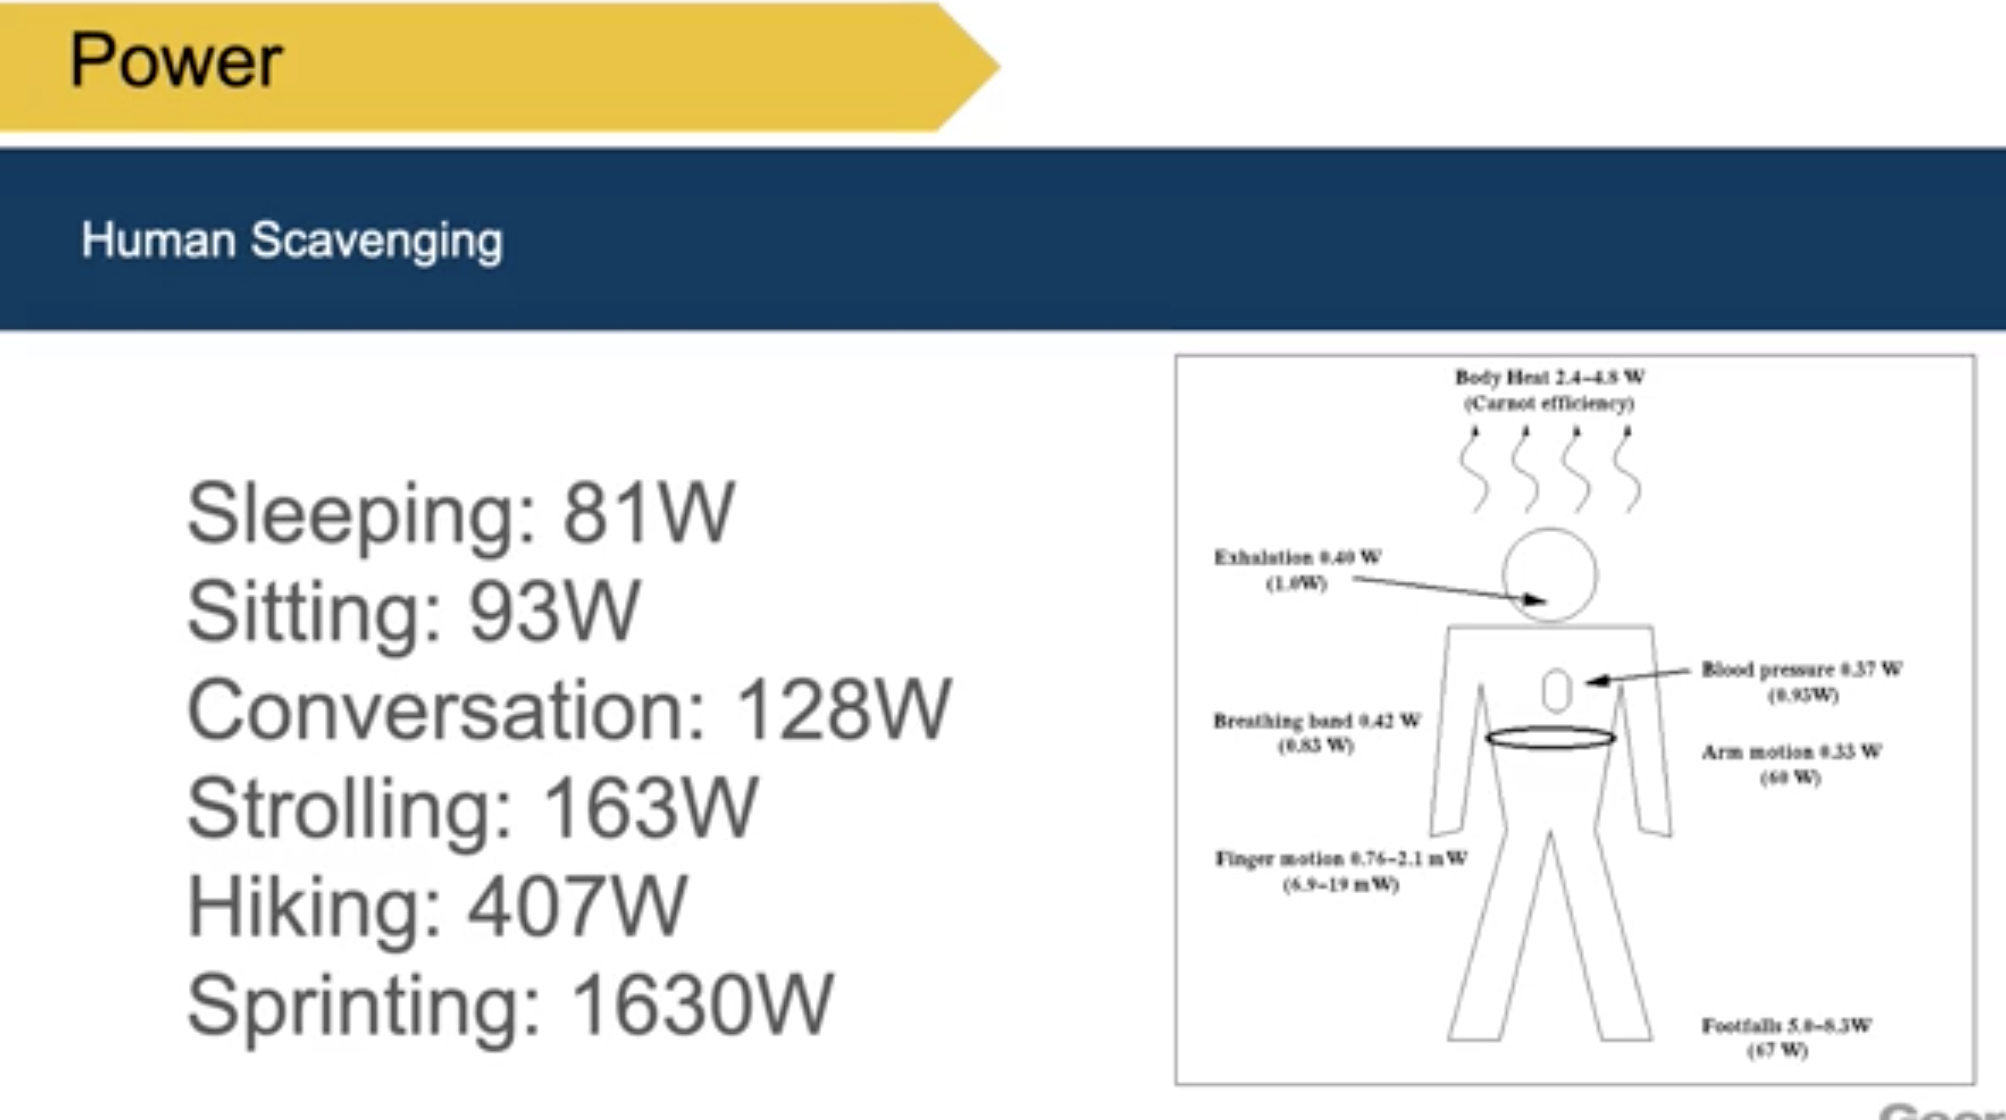 Power
Human Scavenging
Sleeping: 81W
Sitting: 93W
Conversation: 128W
Strolling: 163W
Hiking: 407W
Sprinting: 1630W
Body Heat 2.4–4.8 W
(Carnot efficiency)
Exhalation 0.40 W
(1.0W)
Blood pressure 0.37 W
(0.93W)
Breathing band 0.42 W
(0.83 W)
Arm motion 0.33 W
(60 W)
Finger motion 0.76–2.1 mW
(6.9–19 mW)
Footfalls 5.0–8.3W
(67 W)